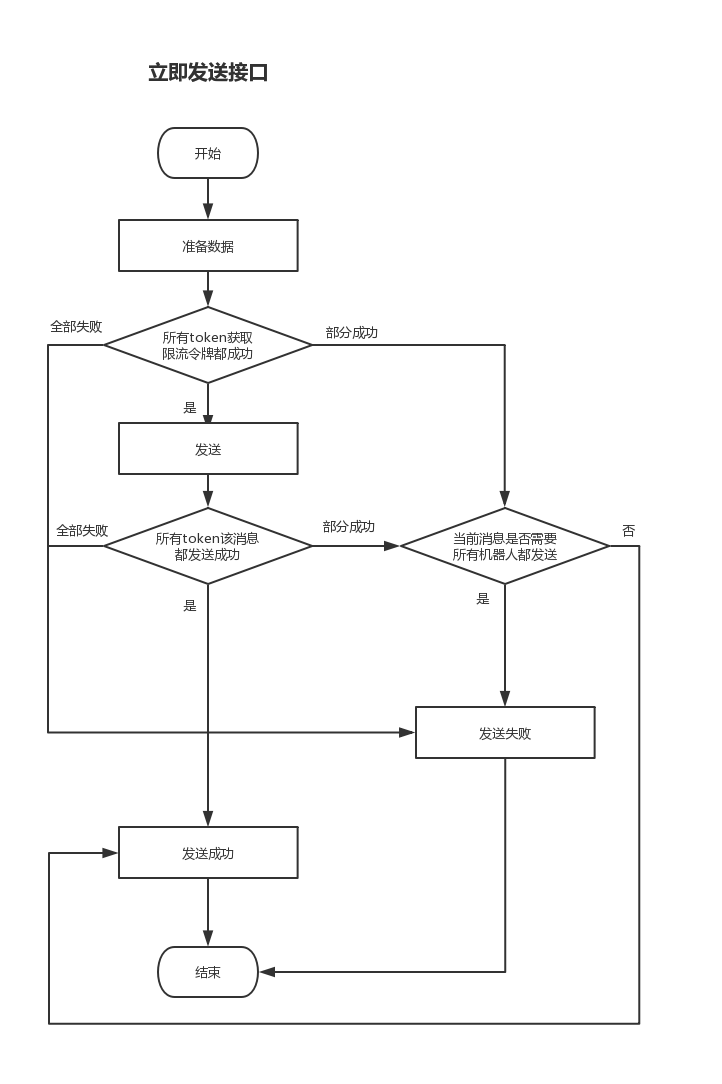 立即发送接口
开始
准备数据
全部失败
所有token获取
限流令牌都成功
部分成功
是
发送
全部失败
所有token该消息
都发送成功
部分成功
当前消息是否需要
所有机器人都发送
否
是
是
发送失败
发送成功
结束